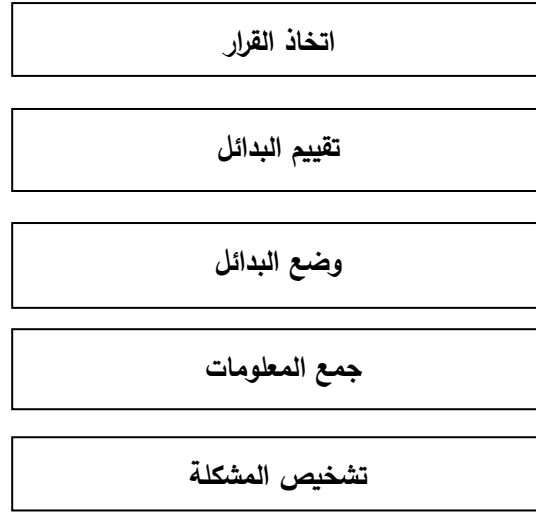 اتخاذ القرار
تقييم البدائل
وضع البدائل
جمع المعلومات
تشخيص المشكلة